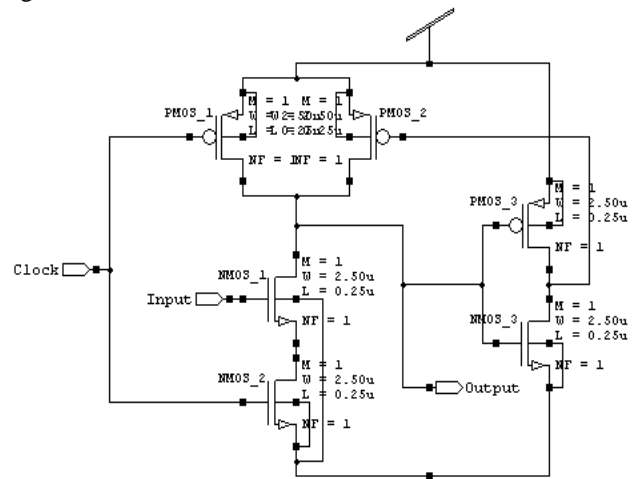 PMOS_1
M = 1
M = 1
PMOS_2
NF = 1
NF = 1
PMOS_3
M = 1
W = 2.50u
L = 0.25u
NF = 1
Clock
NMOS_1
M = 1
W = 2.50u
L = 0.25u
NF = 1
Input
NMOS_3
M = 1
W = 2.50u
L = 0.25u
NF = 1
NMOS_2
M = 1
W = 2.50u
L = 0.25u
NF = 1
Output